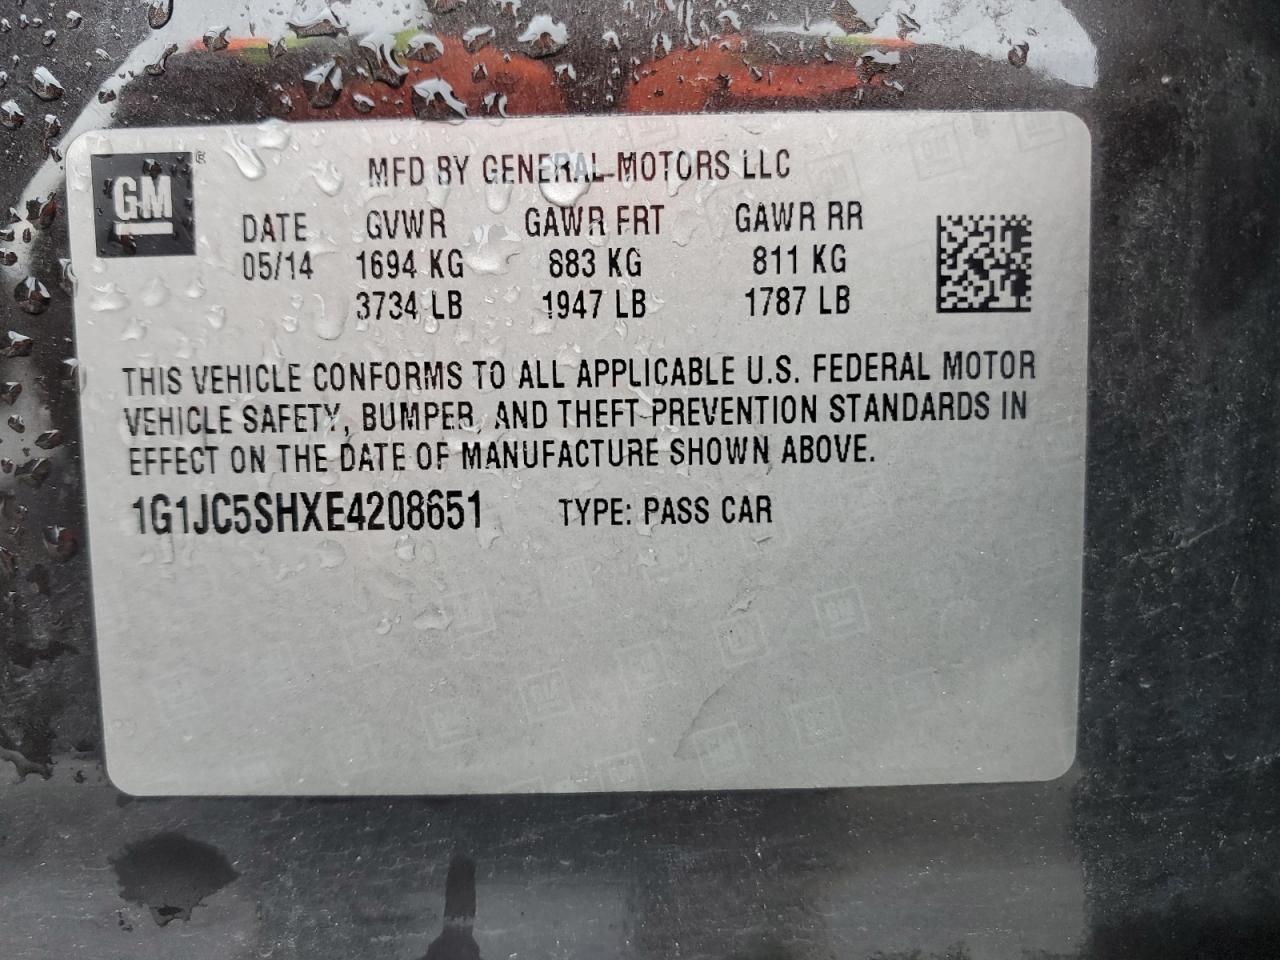 GM ®
MFD BY GENERAL MOTORS LLC
DATE GVWR GAWR FRT GAWR RR
05/14 1694 KG 883 KG 811 KG
3734 LB 1947 LB 1787 LB
THIS VEHICLE CONFORMS TO ALL APPLICABLE U.S. FEDERAL MOTOR
VEHICLE SAFETY, BUMPER, AND THEFT PREVENTION STANDARDS IN
EFFECT ON THE DATE OF MANUFACTURE SHOWN ABOVE.
1G1JC5SHXE4208651 TYPE: PASS CAR